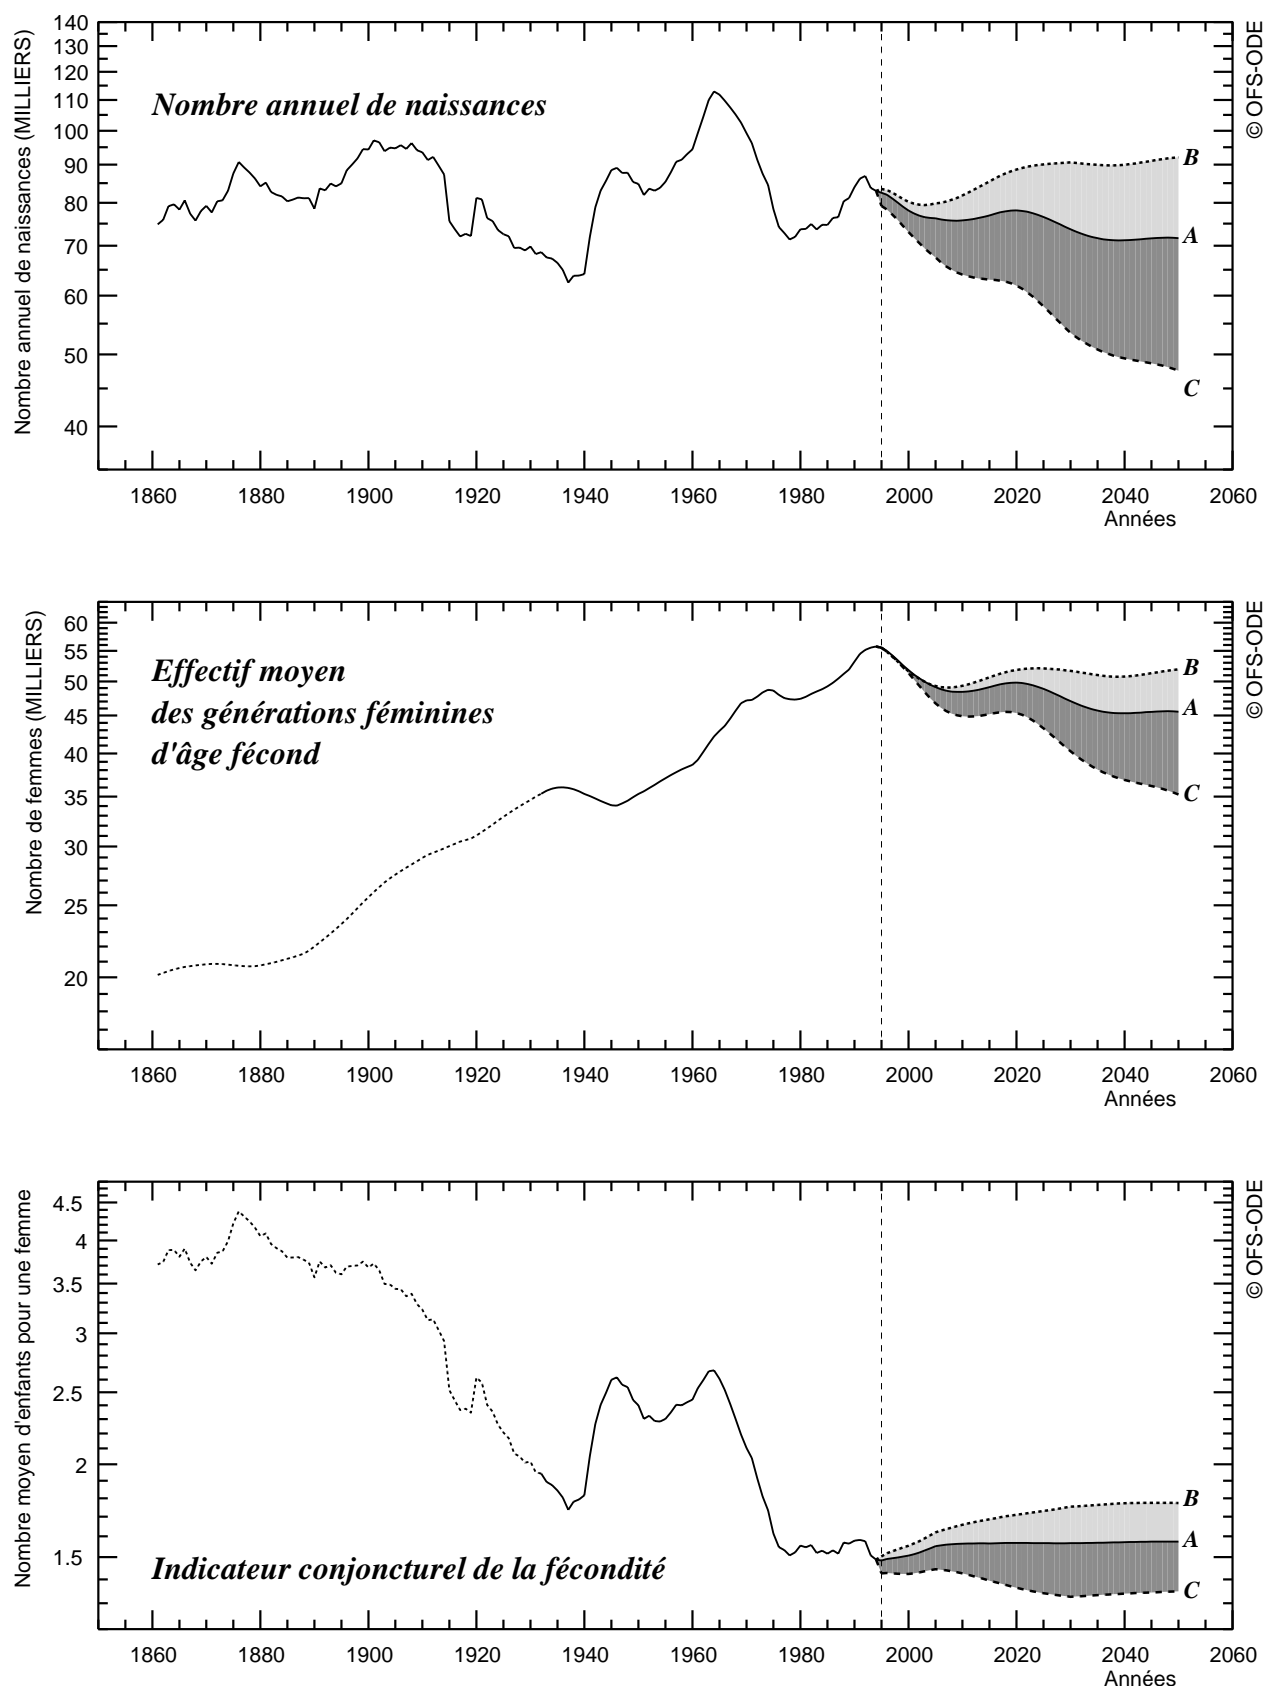 Nombre annuel de naissances (MILLIERS)
140
130
120
110
100
90
80
70
60
50
40
Nombre annuel de naissances
B
A
C
© OFS-ODE
1860 1880 1900 1920 1940 1960 1980 2000 2020 2040 2060
Années
Nombre de femmes (MILLIERS)
60
55
50
45
40
35
30
25
20
Effectif moyen
des générations féminines
d'âge fécond
B
A
C
© OFS-ODE
1860 1880 1900 1920 1940 1960 1980 2000 2020 2040 2060
Années
Nombre moyen d'enfants pour une femme
4.5
4
3.5
3
2.5
2
1.5
Indicateur conjoncturel de la fécondité
B
A
C
© OFS-ODE
1860 1880 1900 1920 1940 1960 1980 2000 2020 2040 2060
Années